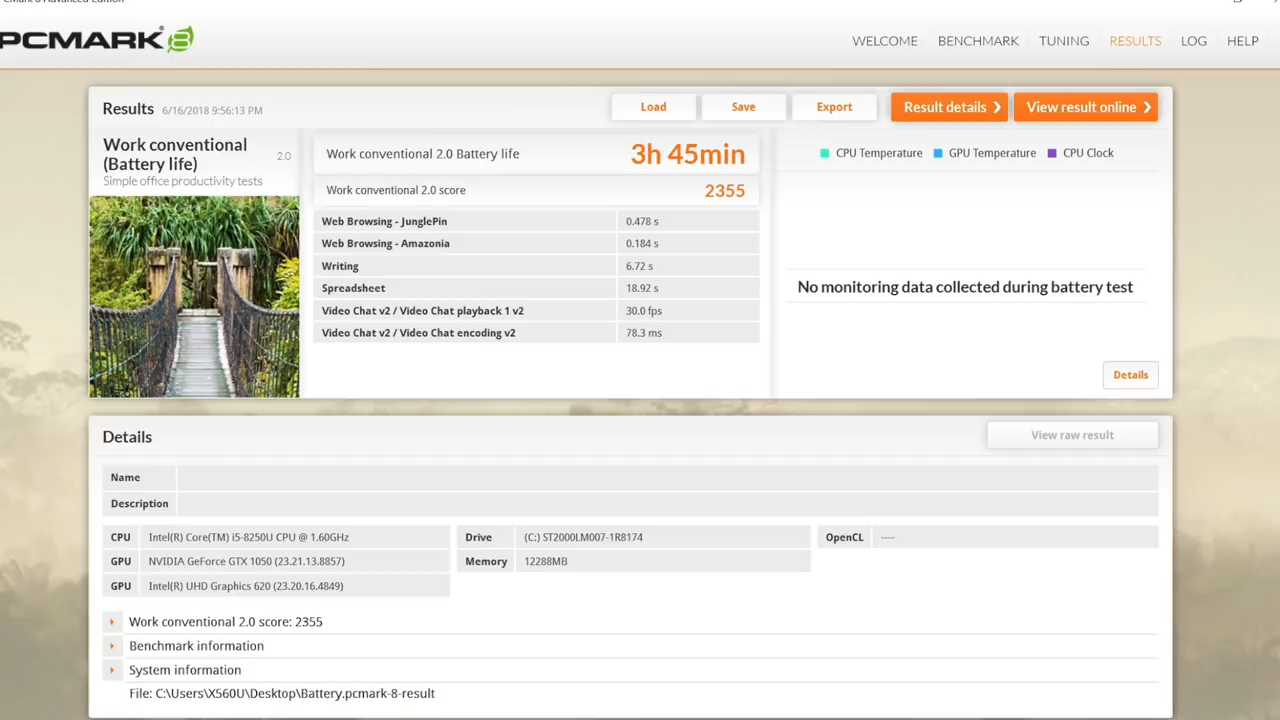 PCMARK 8
WELCOME BENCHMARK TUNING RESULTS LOG HELP
Results 6/16/2018 9:56:13 PM
Load Save Export Result details View result online
Work conventional
(Battery life)
2.0
Simple office productivity tests
Work conventional 2.0 Battery life 3h 45min
Work conventional 2.0 score 2355
Web Browsing - JunglePin 0.478 s
Web Browsing - Amazonia 0.184 s
Writing 6.72 s
Spreadsheet 18.92 s
Video Chat v2 / Video Chat playback 1 v2 30.0 fps
Video Chat v2 / Video Chat encoding v2 78.3 ms
CPU Temperature GPU Temperature CPU Clock
No monitoring data collected during battery test
Details
Details View raw result
Name
Description
CPU Intel(R) Core(TM) i5-8250U CPU @ 1.60GHz
GPU NVIDIA GeForce GTX 1050 (23.21.13.8857)
GPU Intel(R) UHD Graphics 620 (23.20.16.4849)
Drive (C:) ST2000LM007-1R8174
Memory 12288MB
OpenCL ----
Work conventional 2.0 score: 2355
Benchmark information
System information
File: C:\Users\X560U\Desktop\Battery.pcmark-8-result